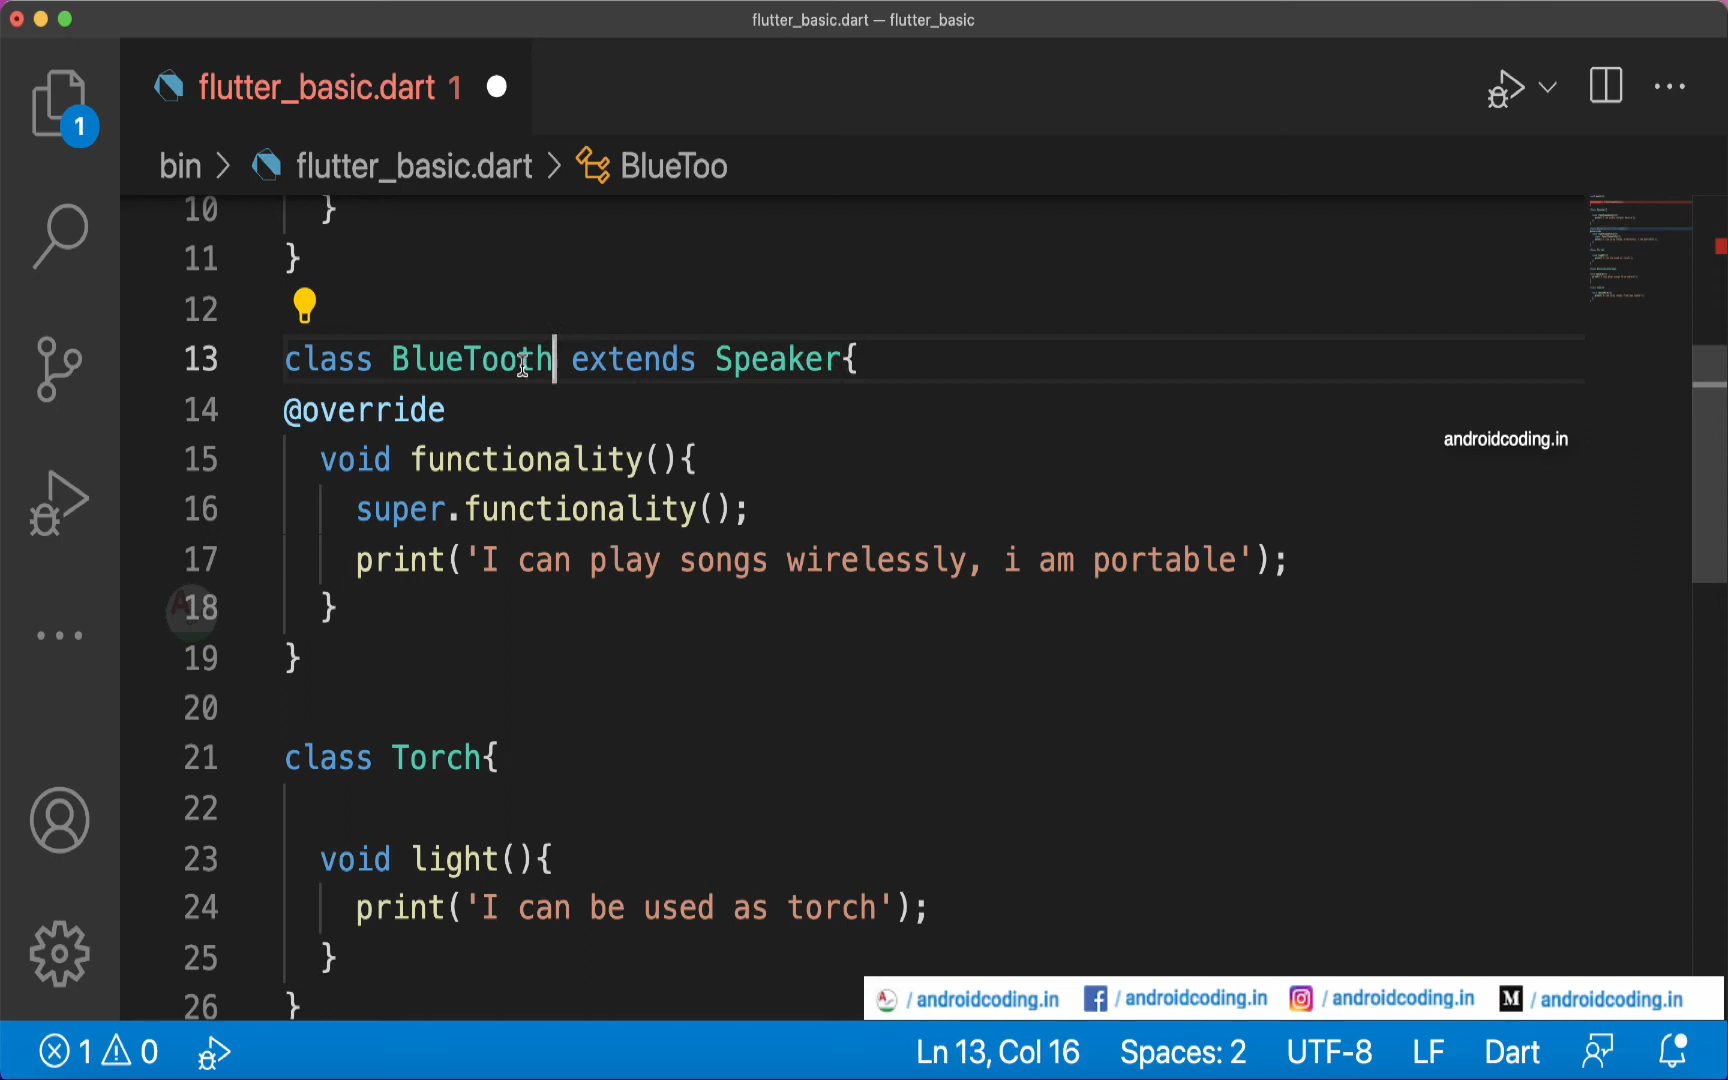 flutter_basic.dart — flutter_basic
flutter_basic.dart 1
1
bin > flutter_basic.dart > BlueToo
10 }
11 }
12
13 class BlueTooth extends Speaker{
14 @override
androidcoding.in
15 void functionality(){
16 super.functionality();
17 print('I can play songs wirelessly, i am portable');
18 }
19 }
20
21 class Torch{
22
23 void light(){
24 print('I can be used as torch');
25 }
26 }
/ androidcoding.in / androidcoding.in / androidcoding.in M / androidcoding.in
1 0 Ln 13, Col 16 Spaces: 2 UTF-8 LF Dart